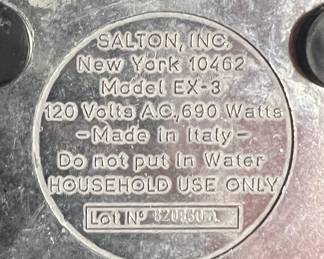 SALTON, INC.
New York 10462
Model EX-3
120 Volts A.C.,690 Watts
-Made in Italy-
Do not put in Water
HOUSEHOLD USE ONLY
Lot Nº